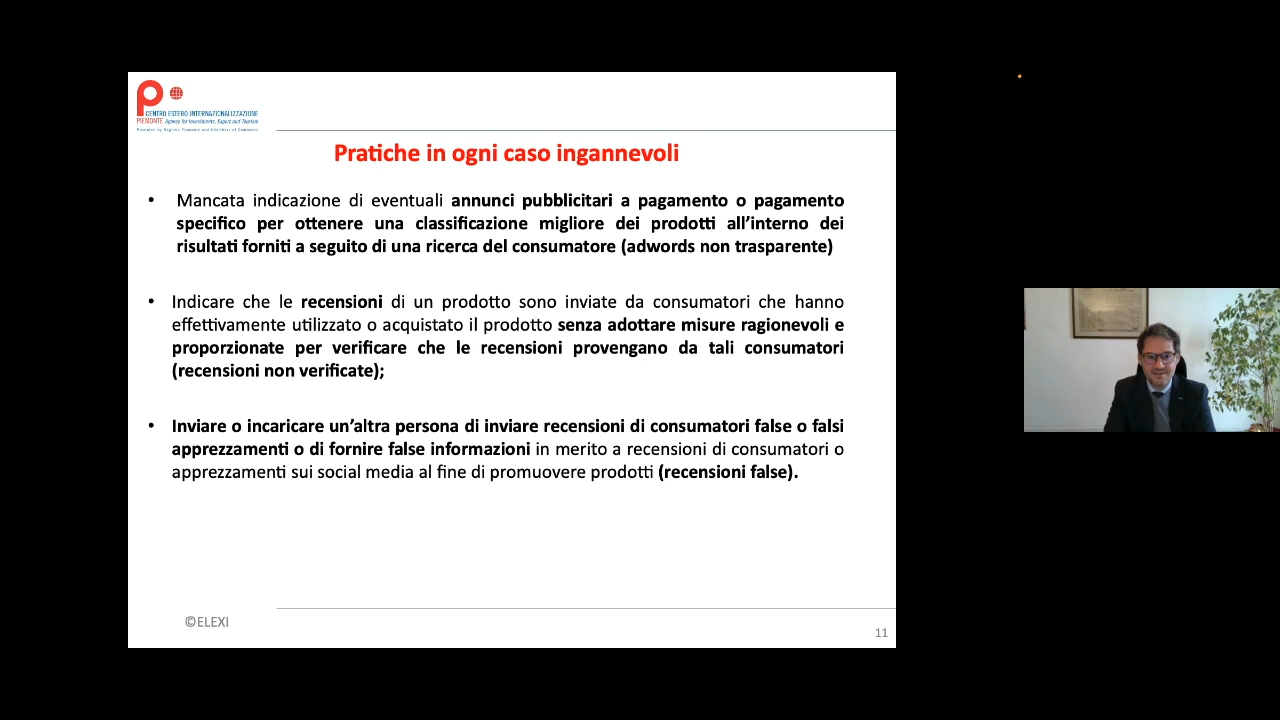 CENTRO ESTERO INTERNAZIONALIZZAZIONE
PIEMONTE Agency for Investments, Export and Tourism
Promoted by Regione Piemonte and Chambers of Commerce
Pratiche in ogni caso ingannevoli
• Mancata indicazione di eventuali annunci pubblicitari a pagamento o pagamento
specifico per ottenere una classificazione migliore dei prodotti all’interno dei
risultati forniti a seguito di una ricerca del consumatore (adwords non trasparente)
• Indicare che le recensioni di un prodotto sono inviate da consumatori che hanno
effettivamente utilizzato o acquistato il prodotto senza adottare misure ragionevoli e
proporzionate per verificare che le recensioni provengano da tali consumatori
(recensioni non verificate);
• Inviare o incaricare un’altra persona di inviare recensioni di consumatori false o falsi
apprezzamenti o di fornire false informazioni in merito a recensioni di consumatori o
apprezzamenti sui social media al fine di promuovere prodotti (recensioni false).
©ELEXI
11